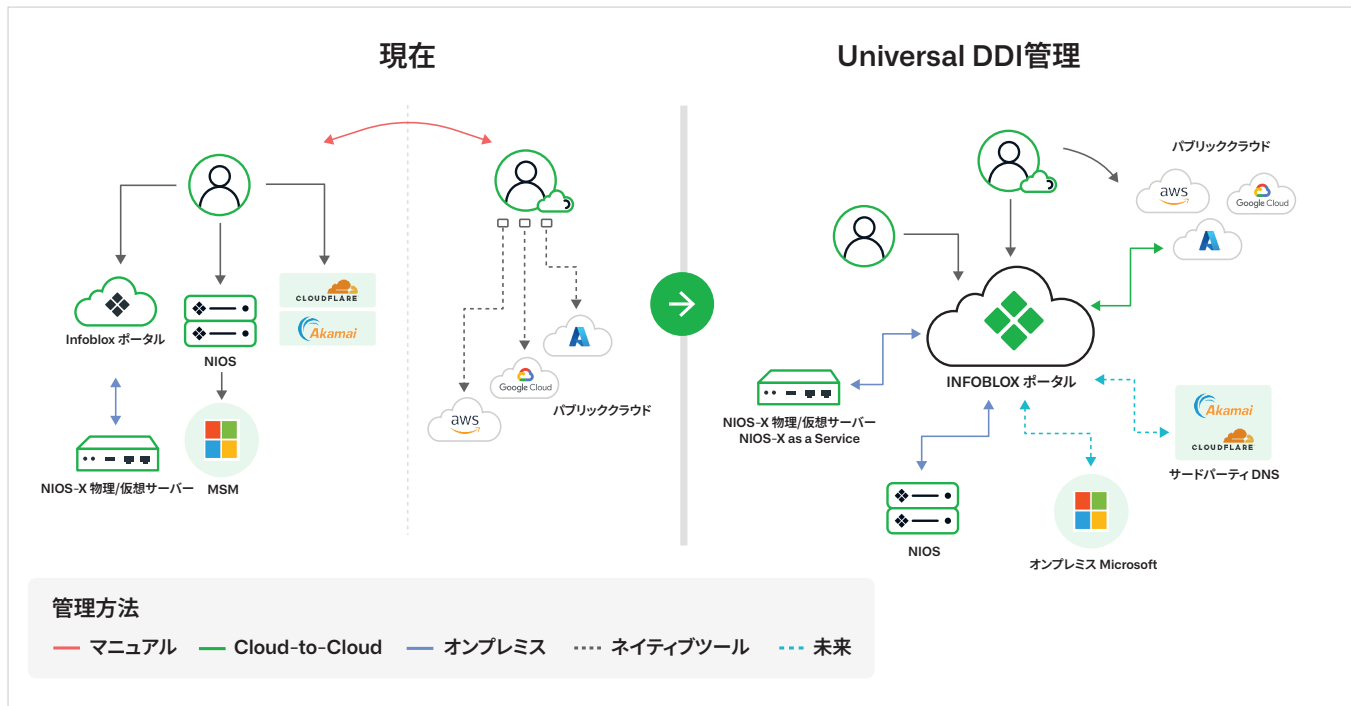 現在
Infoblox ポータル
NIOS
CLOUDFLARE
Akamai
NIOS-X 物理/仮想サーバー
MSM
aws
Google Cloud
パブリッククラウド
Universal DDI管理
パブリッククラウド
aws
Google Cloud
INFOBLOX ポータル
NIOS-X 物理/仮想サーバー
NIOS-X as a Service
NIOS
オンプレミス Microsoft
Akamai
CLOUDFLARE
サードパーティ DNS
管理方法
マニュアル Cloud-to-Cloud オンプレミス ネイティブツール 未来